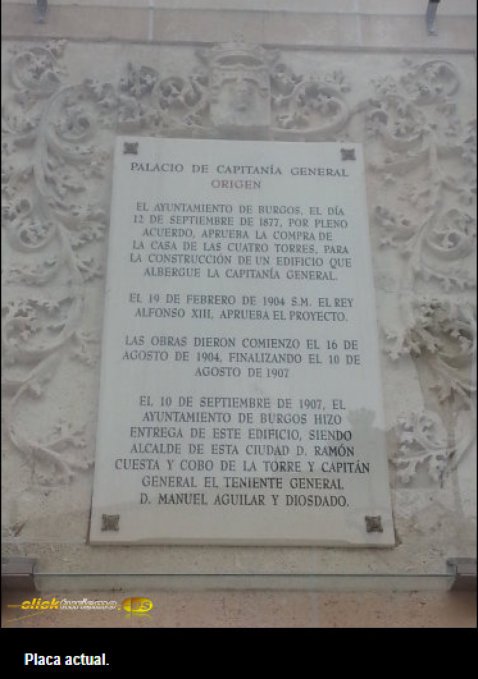 PALACIO DE CAPITANÍA GENERAL
ORIGEN
EL AYUNTAMIENTO DE BURGOS, EL DÍA
12 DE SEPTIEMBRE DE 1877, POR PLENO
ACUERDO, APRUEBA LA COMPRA DE
LA CASA DE LAS CUATRO TORRES, PARA
LA CONSTRUCCIÓN DE UN EDIFICIO QUE
ALBERGUE LA CAPITANÍA GENERAL.
EL 19 DE FEBRERO DE 1904 S.M. EL REY
ALFONSO XIII, APRUEBA EL PROYECTO.
LAS OBRAS DIERON COMIENZO EL 16 DE
AGOSTO DE 1904, FINALIZANDO EL 10 DE
AGOSTO DE 1907
EL 10 DE SEPTIEMBRE DE 1907, EL
AYUNTAMIENTO DE BURGOS HIZO
ENTREGA DE ESTE EDIFICIO, SIENDO
ALCALDE DE ESTA CIUDAD D. RAMÓN
CUESTA Y COBO DE LA TORRE Y CAPITÁN
GENERAL EL TENIENTE GENERAL
D. MANUEL AGUILAR Y DIOSDADO.
clickturismo
Placa actual.